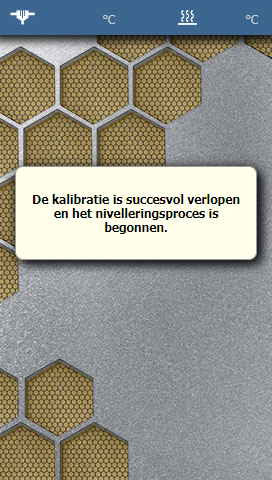 °C °C
De kalibratie is succesvol verlopen
en het nivelleringsproces is
begonnen.